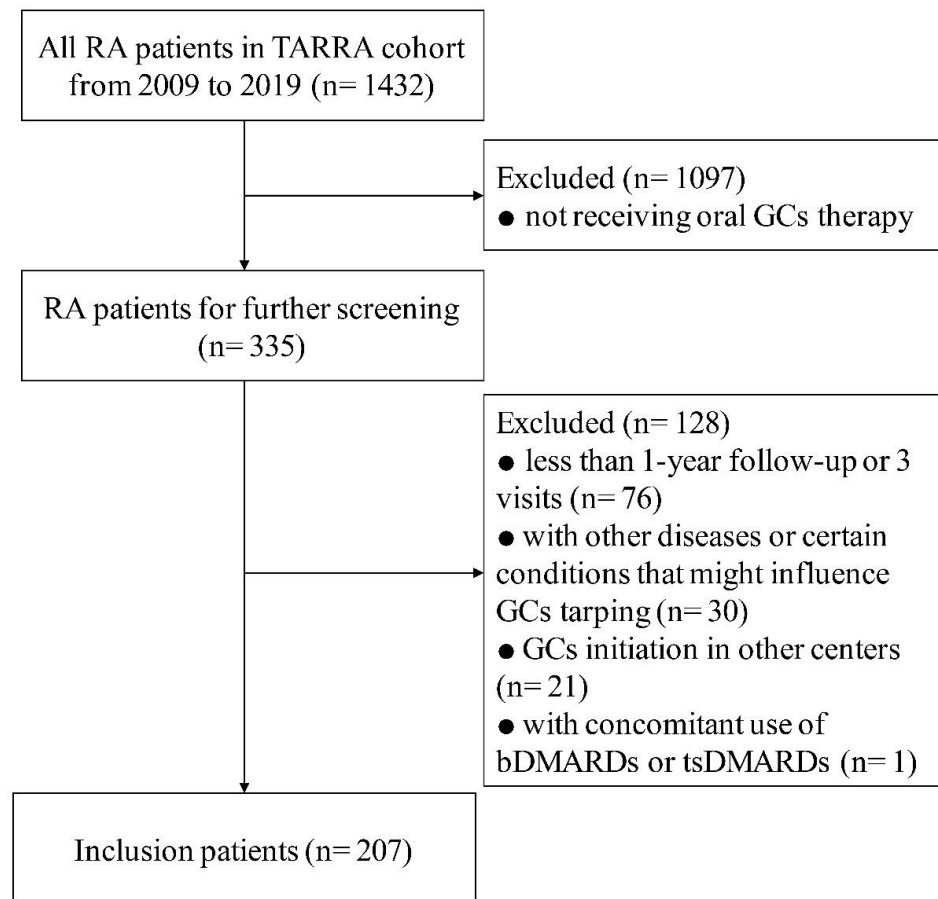 All RA patients in TARRA cohort
from 2009 to 2019 (n= 1432)
Excluded (n= 1097)
● not receiving oral GCs therapy
RA patients for further screening
(n= 335)
Excluded (n= 128)
● less than 1-year follow-up or 3
visits (n= 76)
● with other diseases or certain
conditions that might influence
GCs tarping (n= 30)
● GCs initiation in other centers
(n= 21)
● with concomitant use of
bDMARDs or tsDMARDs (n= 1)
Inclusion patients (n= 207)